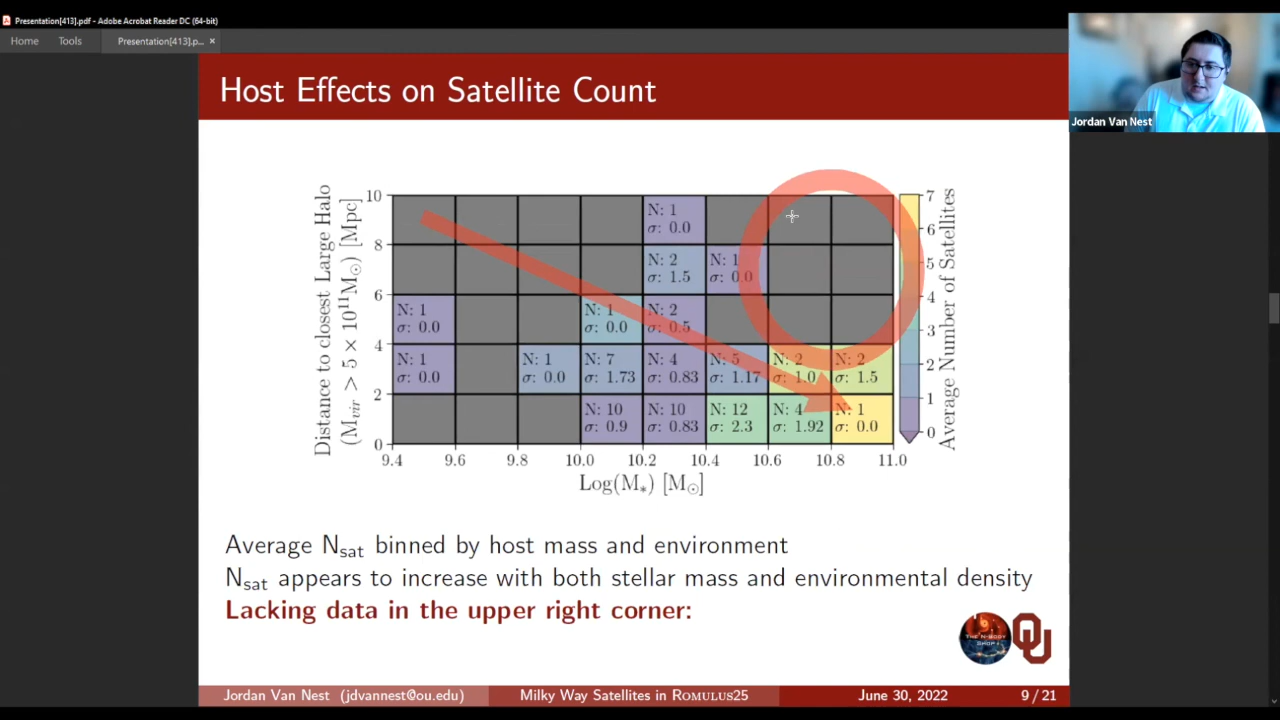 Presentation[413].pdf - Adobe Acrobat Reader DC (64-bit)
Home Tools Presentation[413].p... ×
Jordan Van Nest
Host Effects on Satellite Count
Distance to closest Large Halo
(Mvir > 5 × 10¹¹M⊙) [Mpc]
10
8
6
4
2
0
N: 1
σ: 0.0
N: 2 N: 1
σ: 1.5 σ: 0.0
N: 1 N: 1 N: 2
σ: 0.0 σ: 0.0 σ: 0.5
N: 1 N: 1 N: 7 N: 4 N: 5 N: 2 N: 2
σ: 0.0 σ: 0.0 σ: 1.73 σ: 0.83 σ: 1.17 σ: 1.0 σ: 1.5
N: 10 N: 10 N: 12 N: 4 N: 1
σ: 0.9 σ: 0.83 σ: 2.3 σ: 1.92 σ: 0.0
9.4 9.6 9.8 10.0 10.2 10.4 10.6 10.8 11.0
Log(M*) [M⊙]
7
6
5
4
3
2
1
0
Average Number of Satellites
Average Nsat binned by host mass and environment
Nsat appears to increase with both stellar mass and environmental density
Lacking data in the upper right corner:
THE N-BODY
SHOP
OU
Jordan Van Nest (jdvannest@ou.edu) Milky Way Satellites in ROMULUS25 June 30, 2022 9 / 21